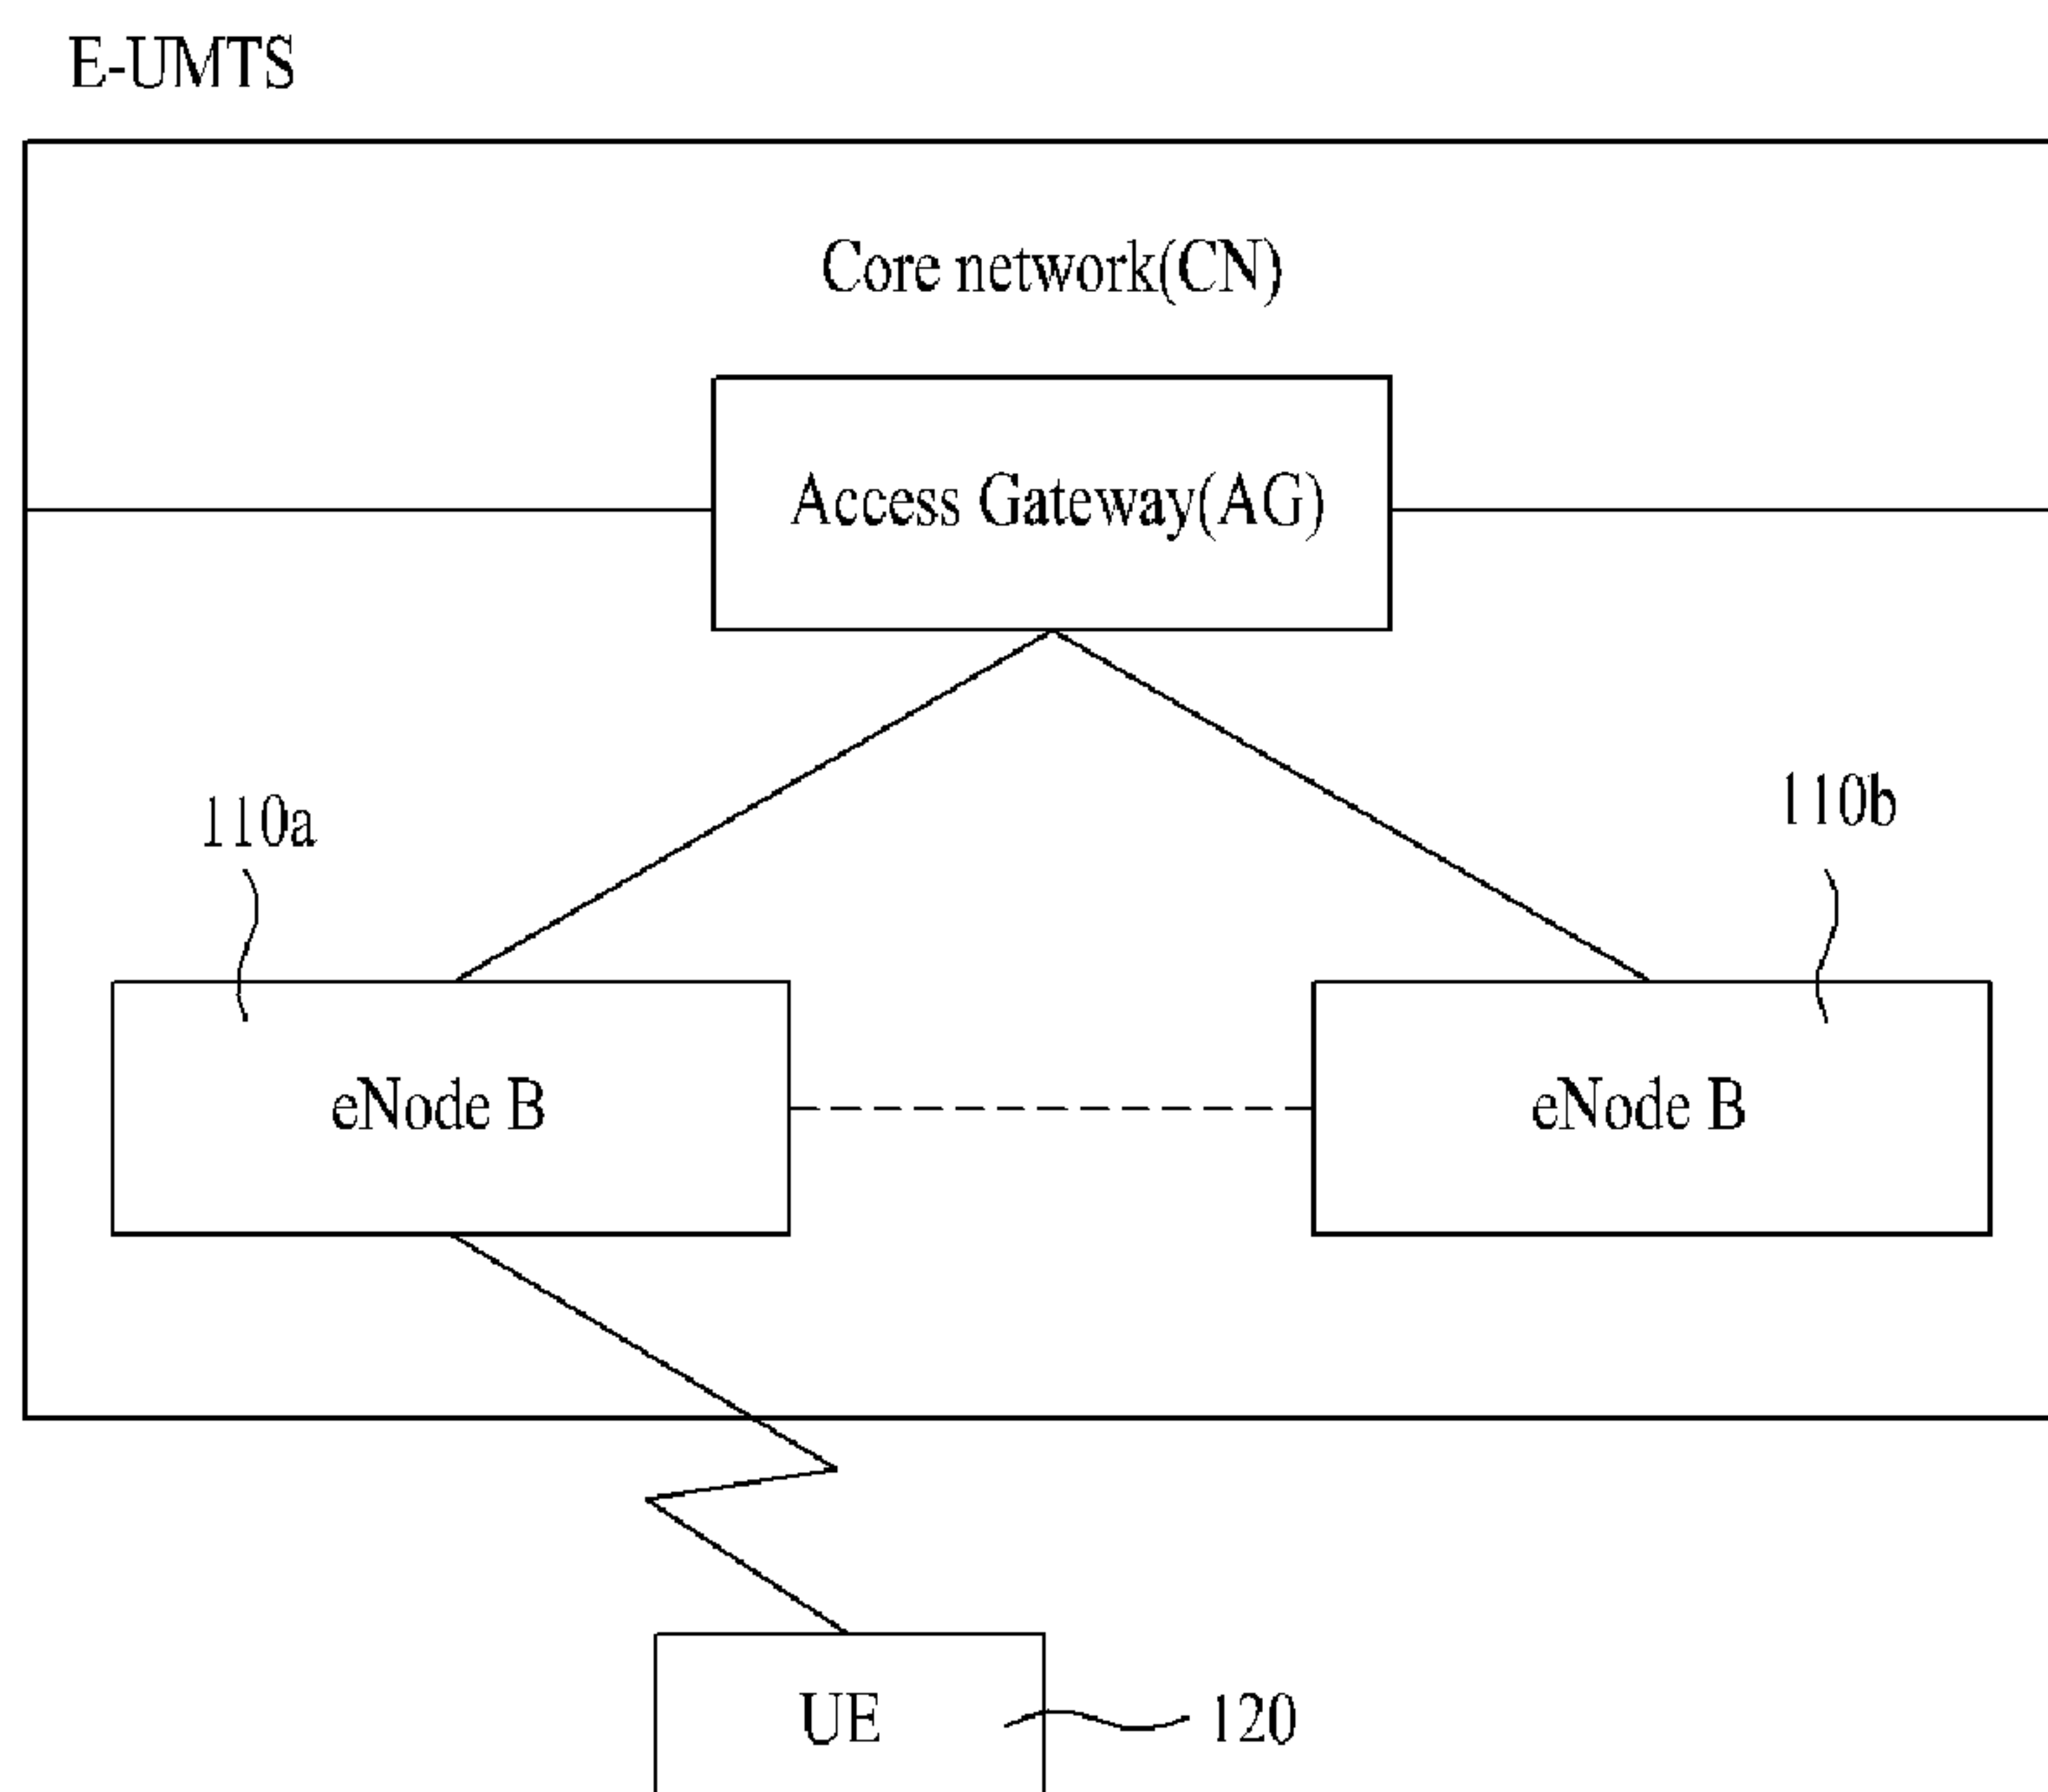 E-UMTS
Core network(CN)
Access Gateway(AG)
110a
110b
eNode B
eNode B
UE
120